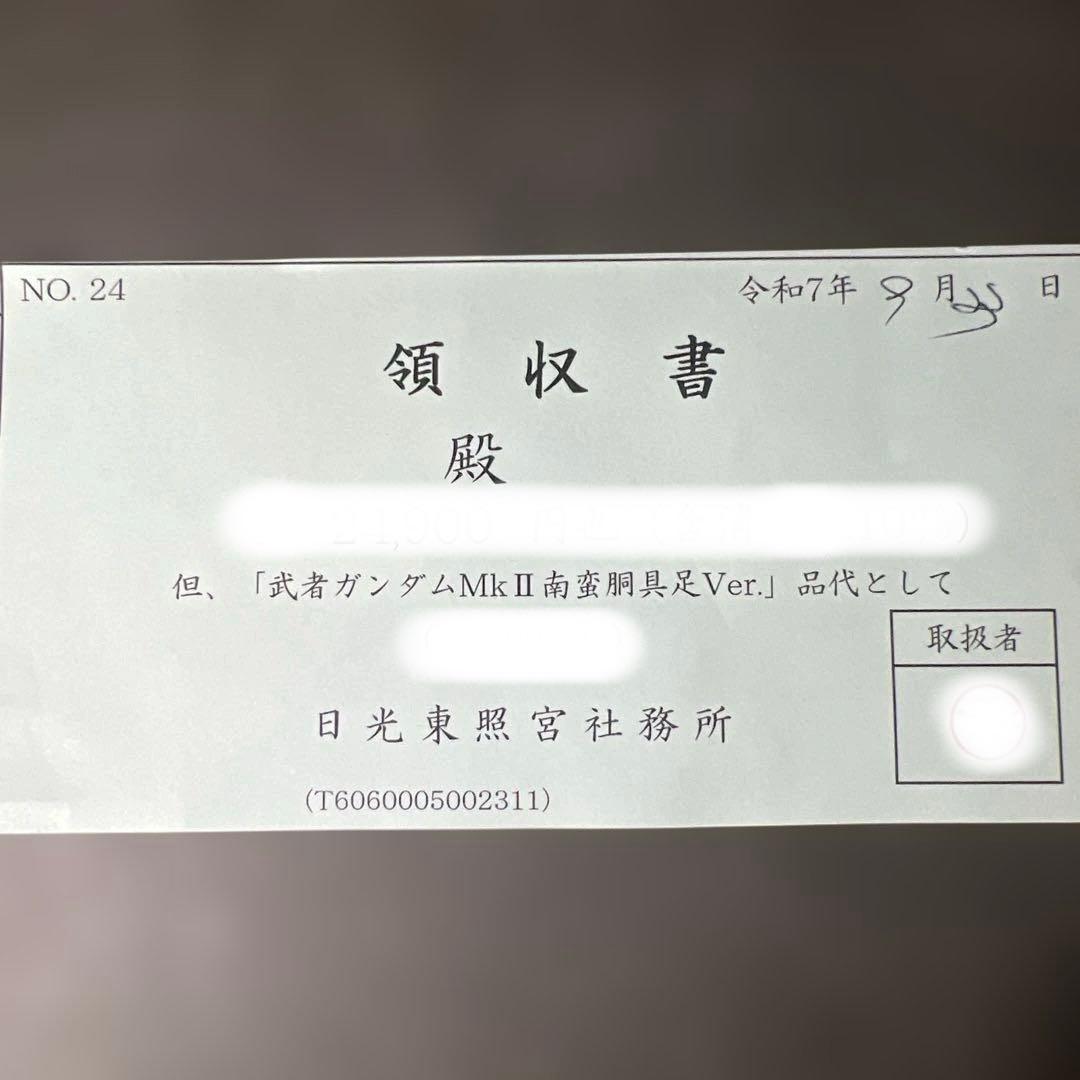 NO. 24
令和7年 9月 日
領収書
殿
24,900
但、「武者ガンダムMkⅡ南蛮胴具足Ver.」品代として
取扱者
日光東照宮社務所
(T6060005002311)